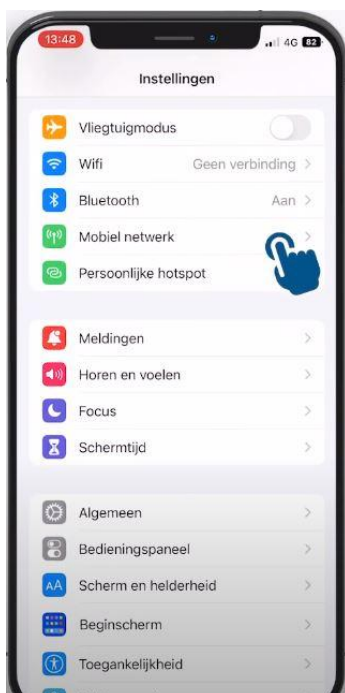 13:48
4G 82
Instellingen
Vliegtuigmodus
Wifi Geen verbinding
Bluetooth Aan
Mobiel netwerk
Persoonlijke hotspot
Meldingen
Horen en voelen
Focus
Schermtijd
Algemeen
Bedieningspaneel
AA Scherm en helderheid
Beginscherm
Toegankelijkheid